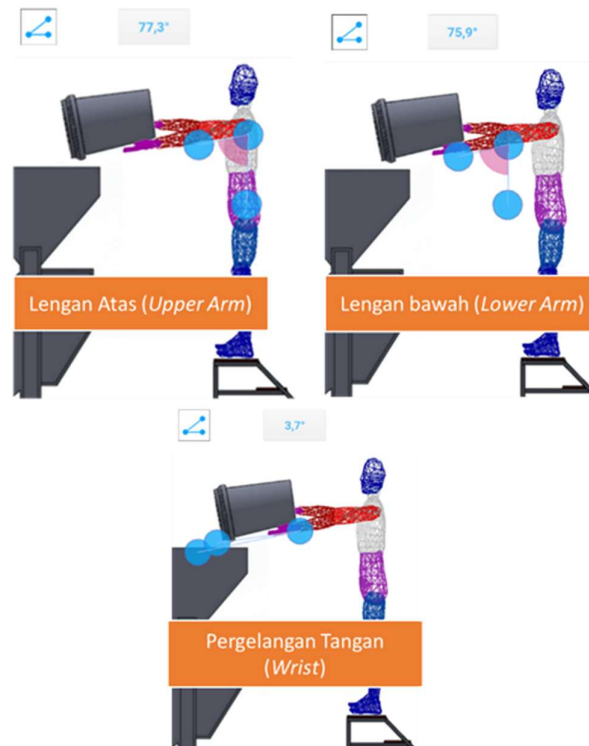 77,3°
75,9°
Lengan Atas (Upper Arm)
Lengan bawah (Lower Arm)
3,7°
Pergelangan Tangan
(Wrist)